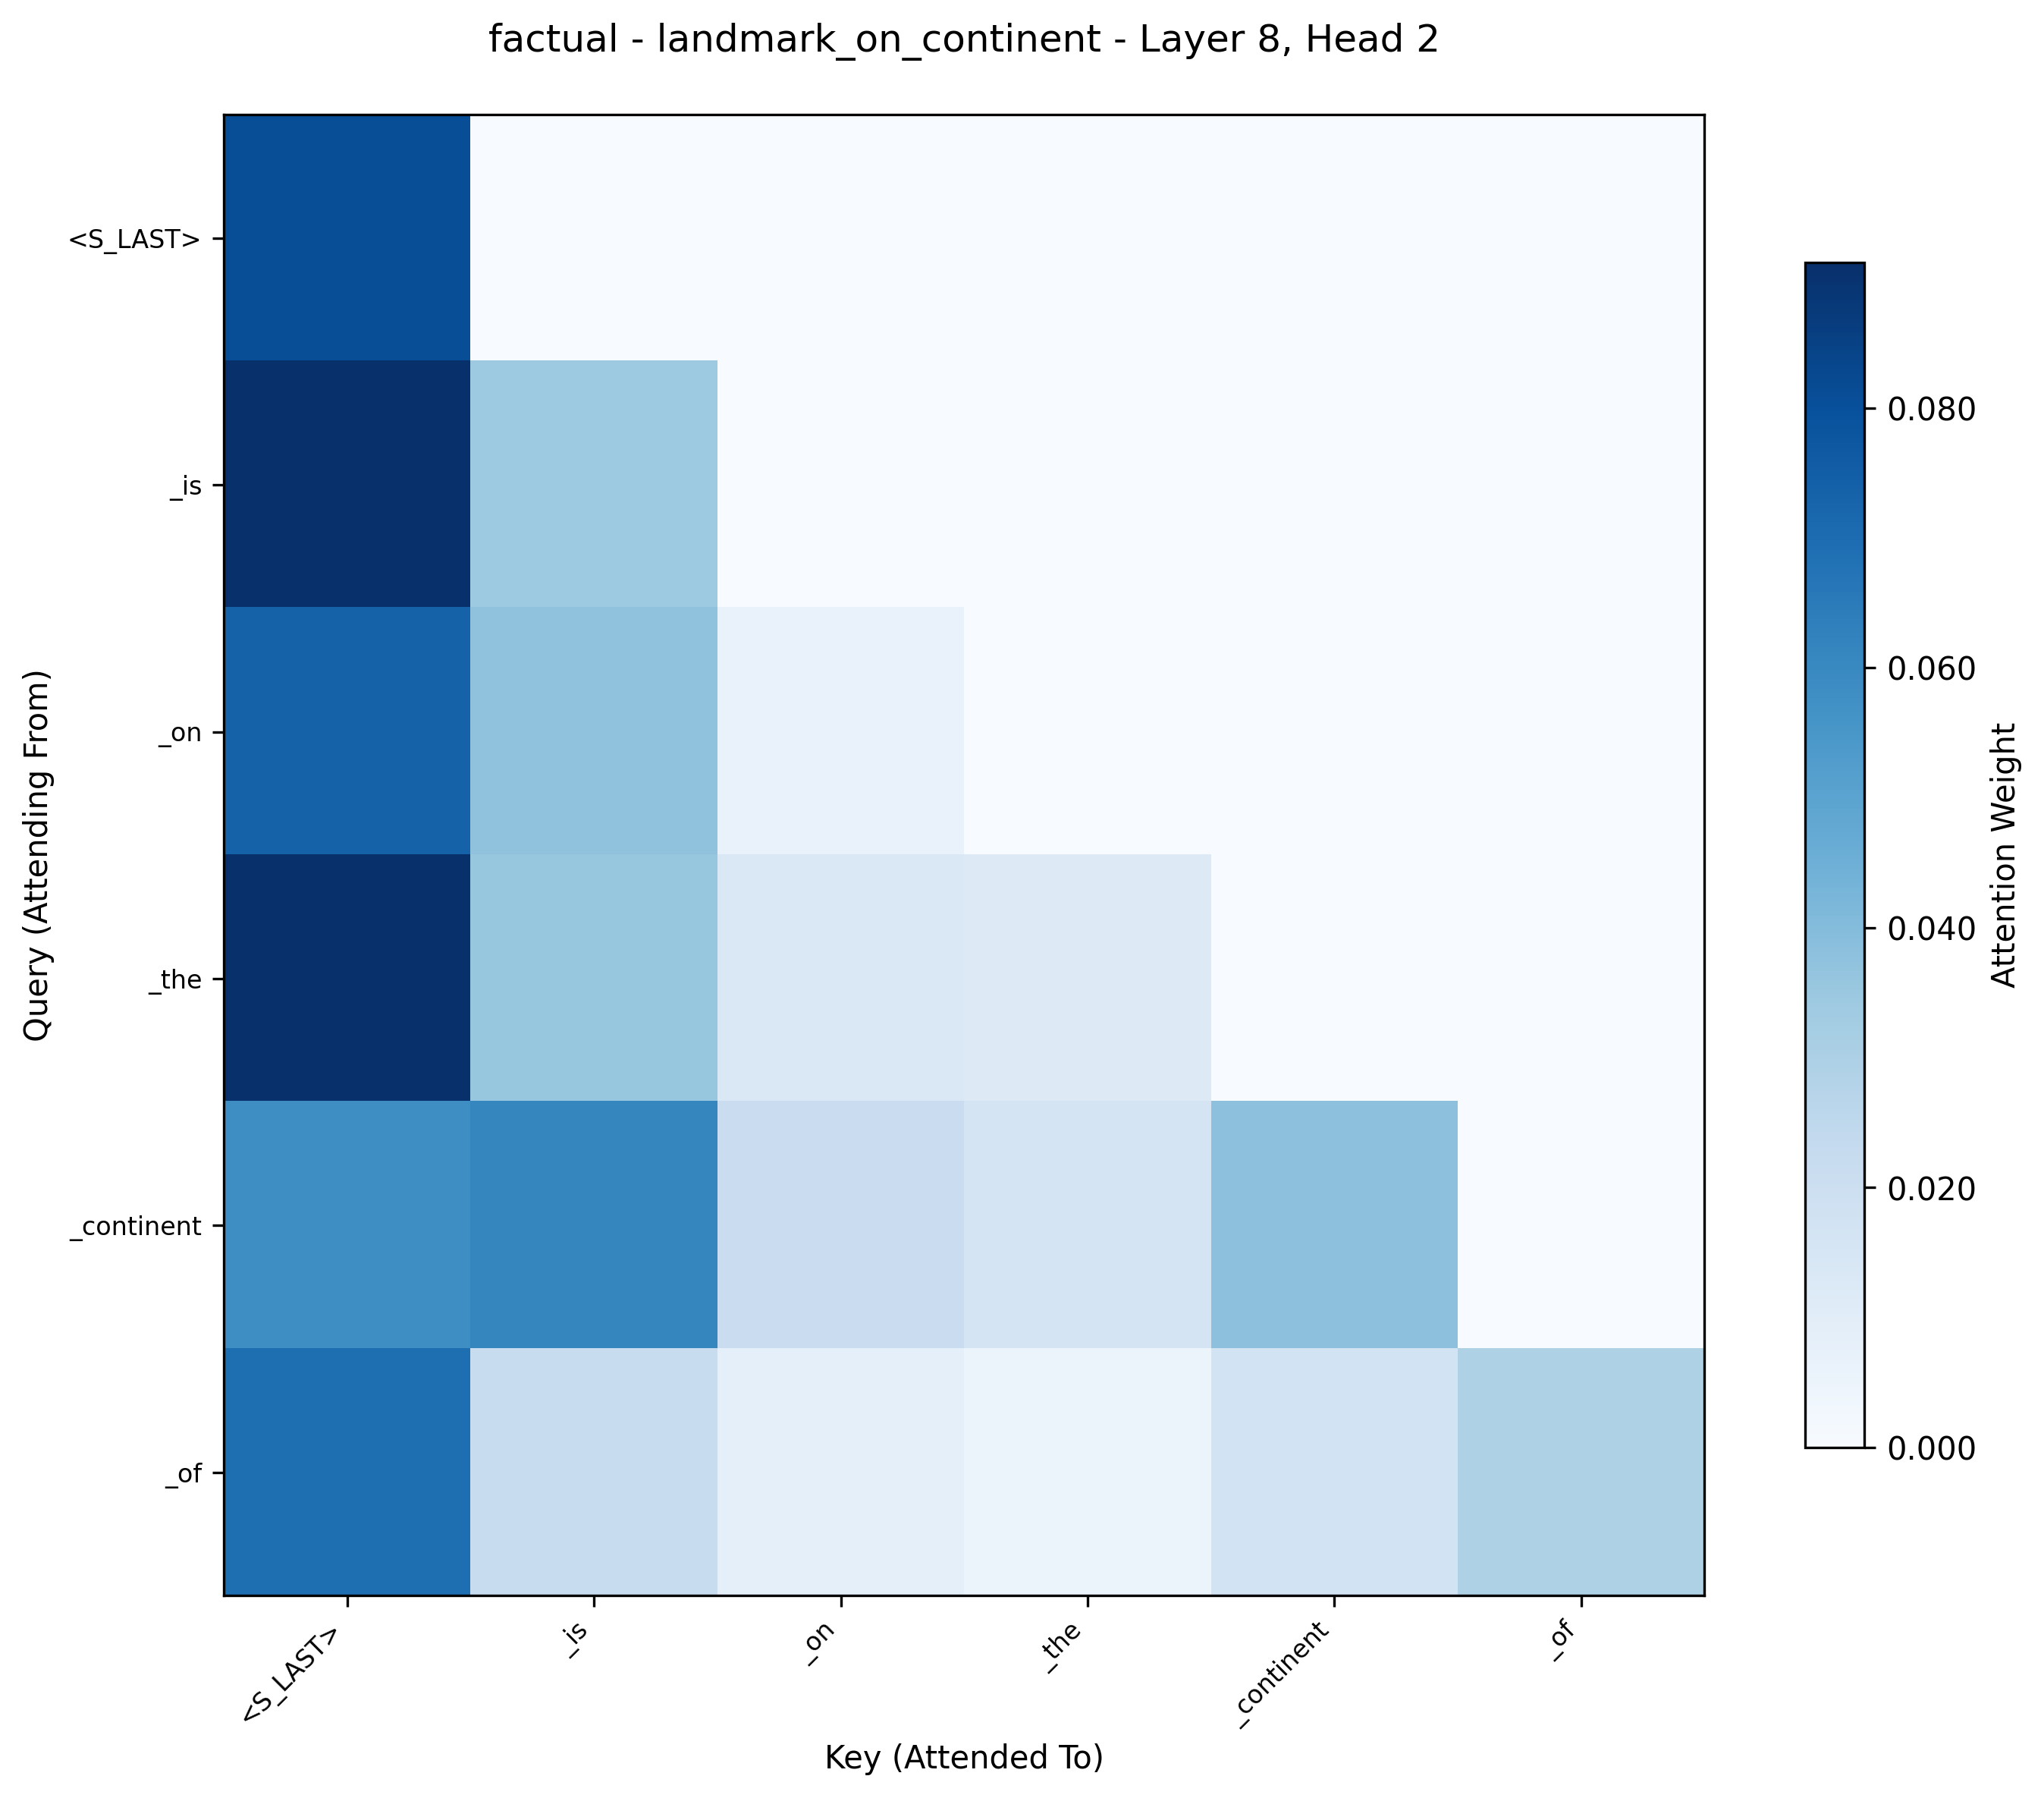 factual - landmark_on_continent - Layer 8, Head 2
Query (Attending From)
<S_LAST>
_is
_on
_the
_continent
_of
<S_LAST>
_is
_on
_the
_continent
_of
Key (Attended To)
0.080
0.060
0.040
0.020
0.000
Attention Weight